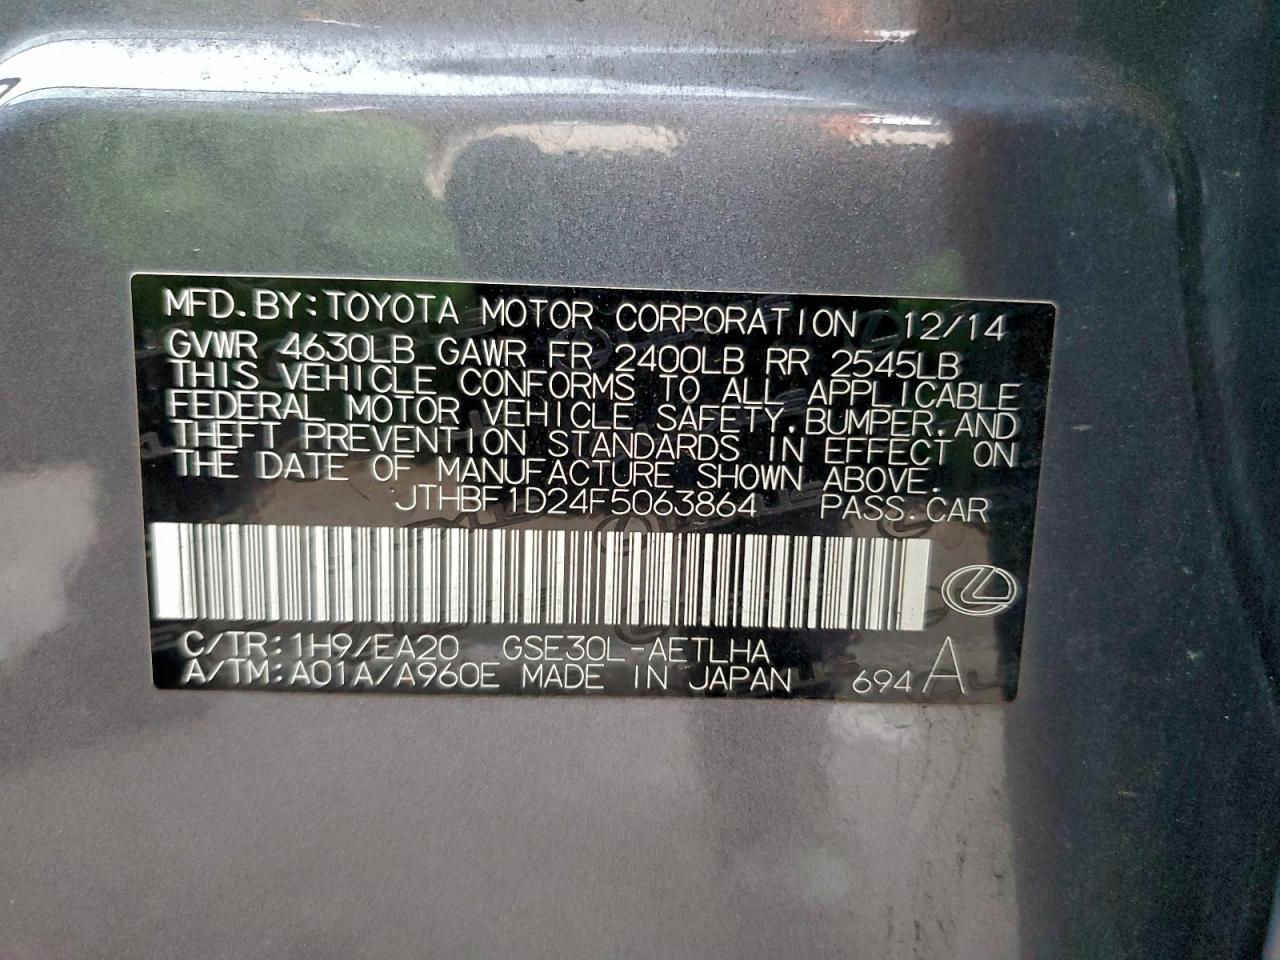 MFD.BY:TOYOTA MOTOR CORPORATION 12/14
GVWR 4630LB GAWR FR 2400LB RR 2545LB
THIS VEHICLE CONFORMS TO ALL APPLICABLE
FEDERAL MOTOR VEHICLE SAFETY,BUMPER,AND
THEFT PREVENTION STANDARDS IN EFFECT ON
THE DATE OF MANUFACTURE SHOWN ABOVE.
JTHBF1D24F5063864 PASS.CAR
C/TR:1H9/EA20 GSE30L-AETLHA
A/TM:A01A/A960E MADE IN JAPAN 694 A